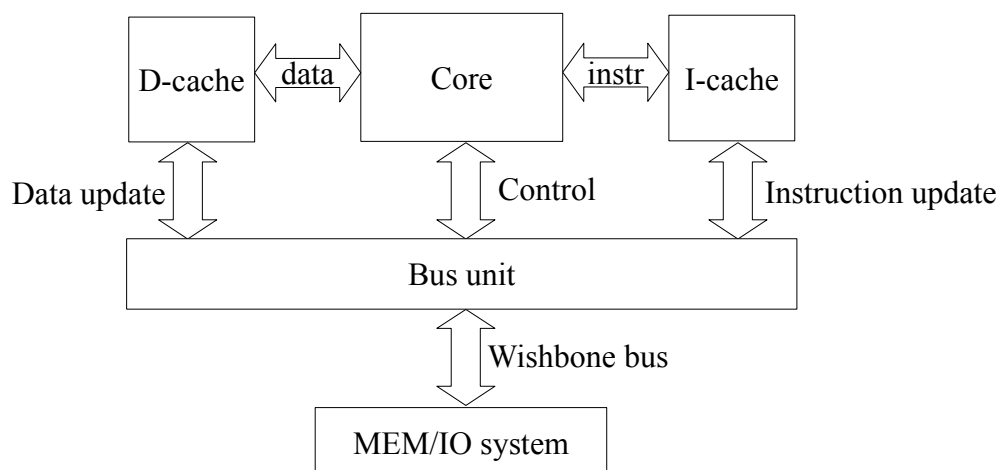 D-cache
data
Core
instr
I-cache
Data update
Control
Instruction update
Bus unit
Wishbone bus
MEM/IO system